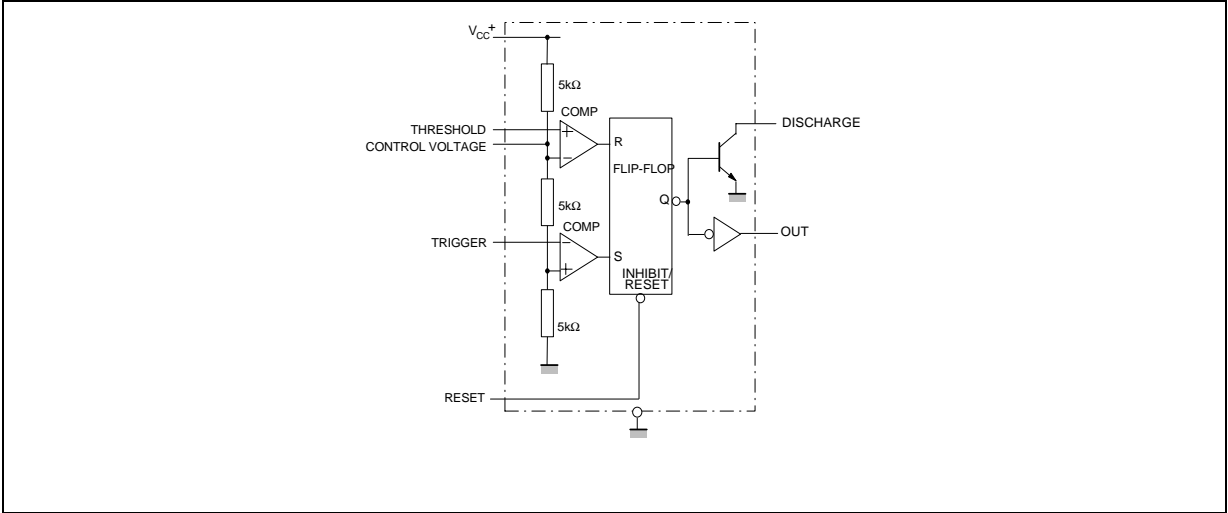 VCC+
5kΩ
COMP
THRESHOLD
CONTROL VOLTAGE
+
−
R
FLIP-FLOP
DISCHARGE
5kΩ
Q
COMP
TRIGGER
−
+
S
OUT
INHIBIT/
RESET
5kΩ
RESET